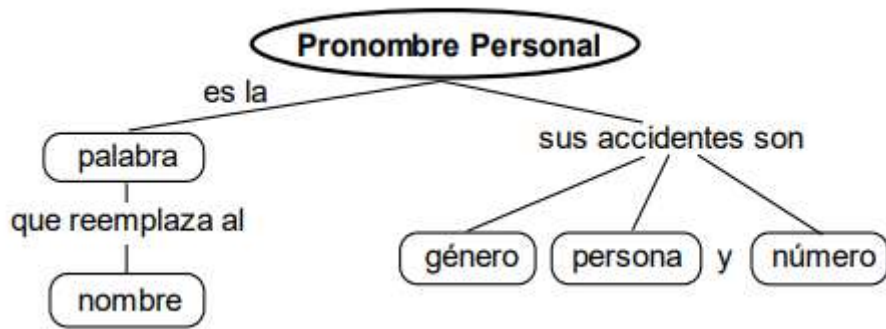 Pronombre Personal
es la
sus accidentes son
palabra
que reemplaza al
género persona y número
nombre